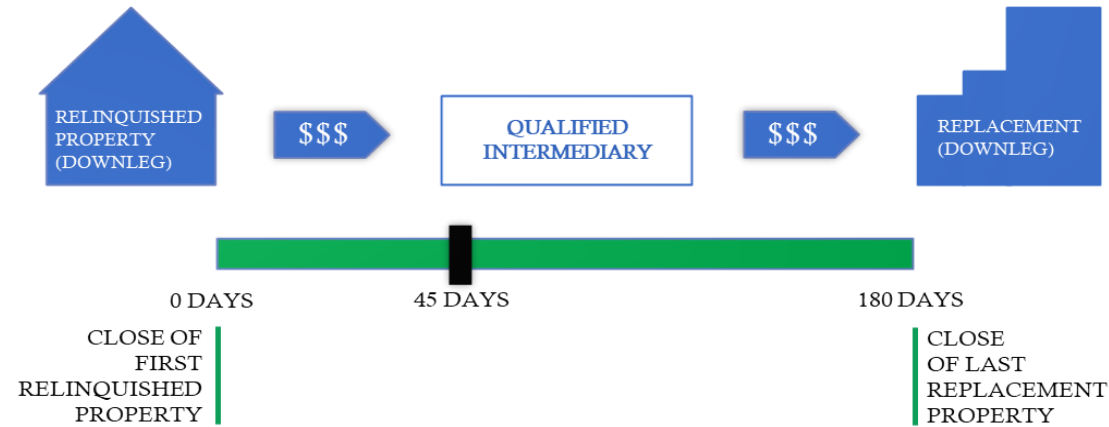 RELINQUISHED
PROPERTY
(DOWNLEG)
$$$
QUALIFIED
INTERMEDIARY
$$$
REPLACEMENT
(DOWNLEG)
0 DAYS
45 DAYS
180 DAYS
CLOSE OF
FIRST
RELINQUISHED
PROPERTY
CLOSE
OF LAST
REPLACEMENT
PROPERTY